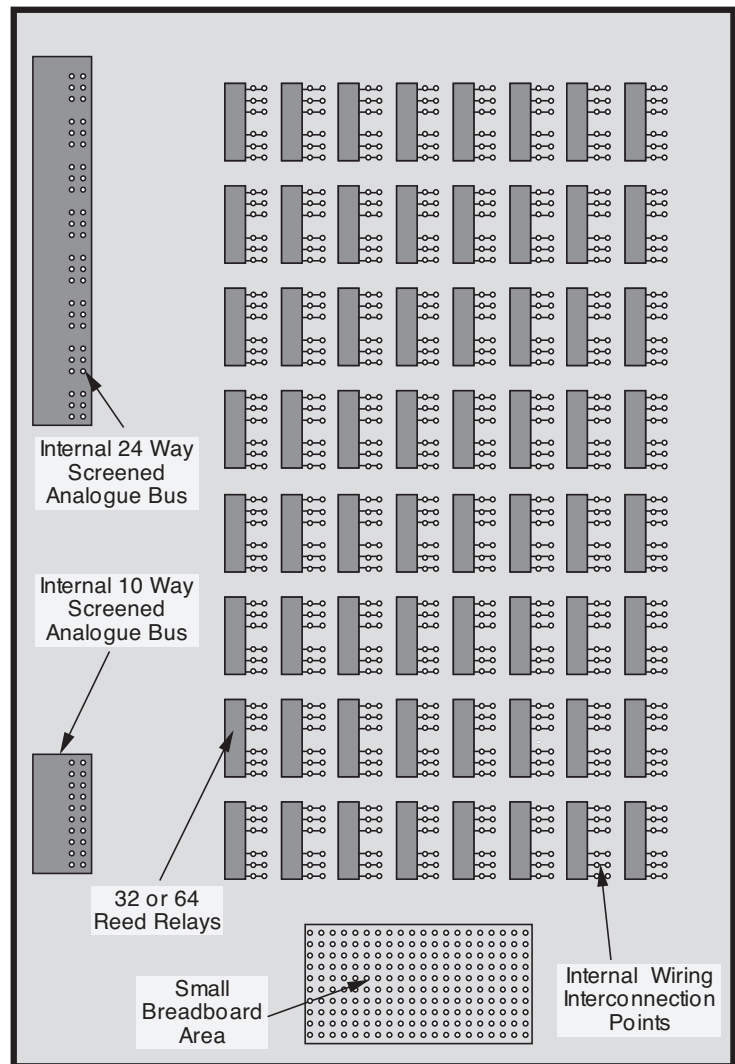 Internal 24 Way
Screened
Analogue Bus
Internal 10 Way
Screened
Analogue Bus
32 or 64
Reed Relays
Small
Breadboard
Area
Internal Wiring
Interconnection
Points